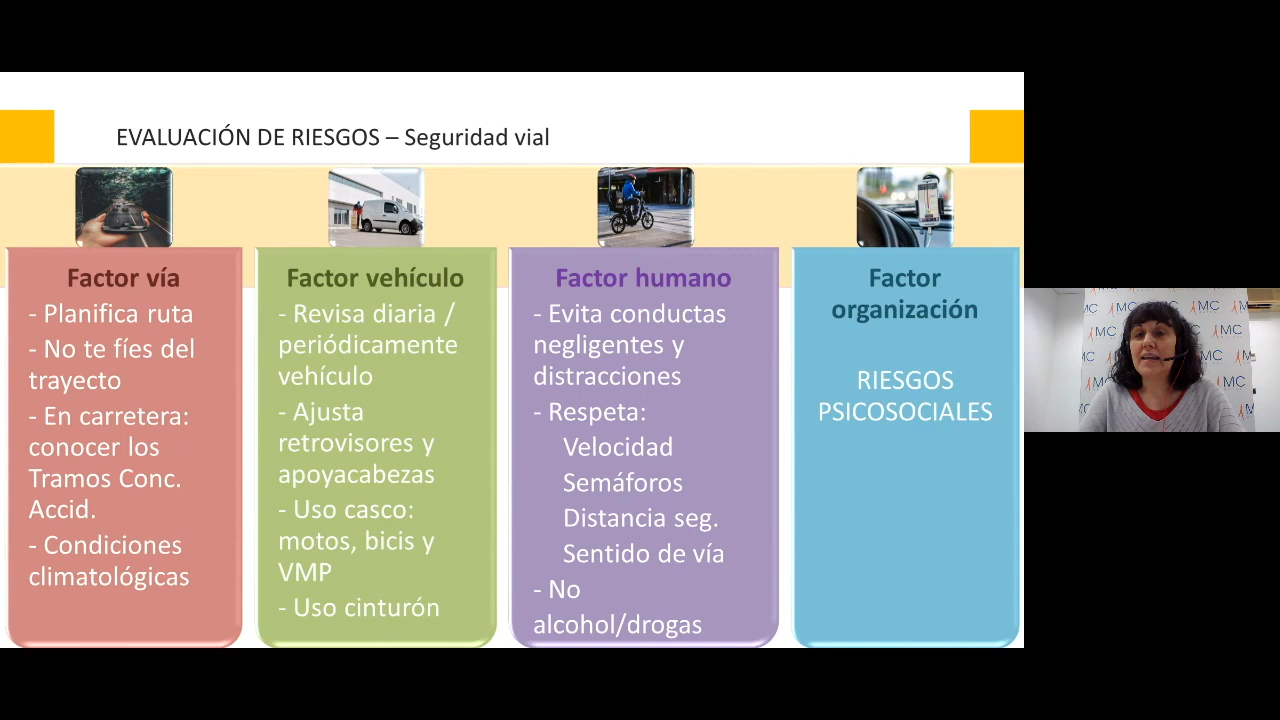 EVALUACIÓN DE RIESGOS – Seguridad vial
Factor vía
- Planifica ruta
- No te fíes del
trayecto
- En carretera:
conocer los
Tramos Conc.
Accid.
- Condiciones
climatológicas
Factor vehículo
- Revisa diaria /
periódicamente
vehículo
- Ajusta
retrovisores y
apoyacabezas
- Uso casco:
motos, bicis y
VMP
- Uso cinturón
Factor humano
- Evita conductas
negligentes y
distracciones
- Respeta:
Velocidad
Semáforos
Distancia seg.
Sentido de vía
- No
alcohol/drogas
Factor
organización
RIESGOS
PSICOSOCIALES
MC
MC
MC